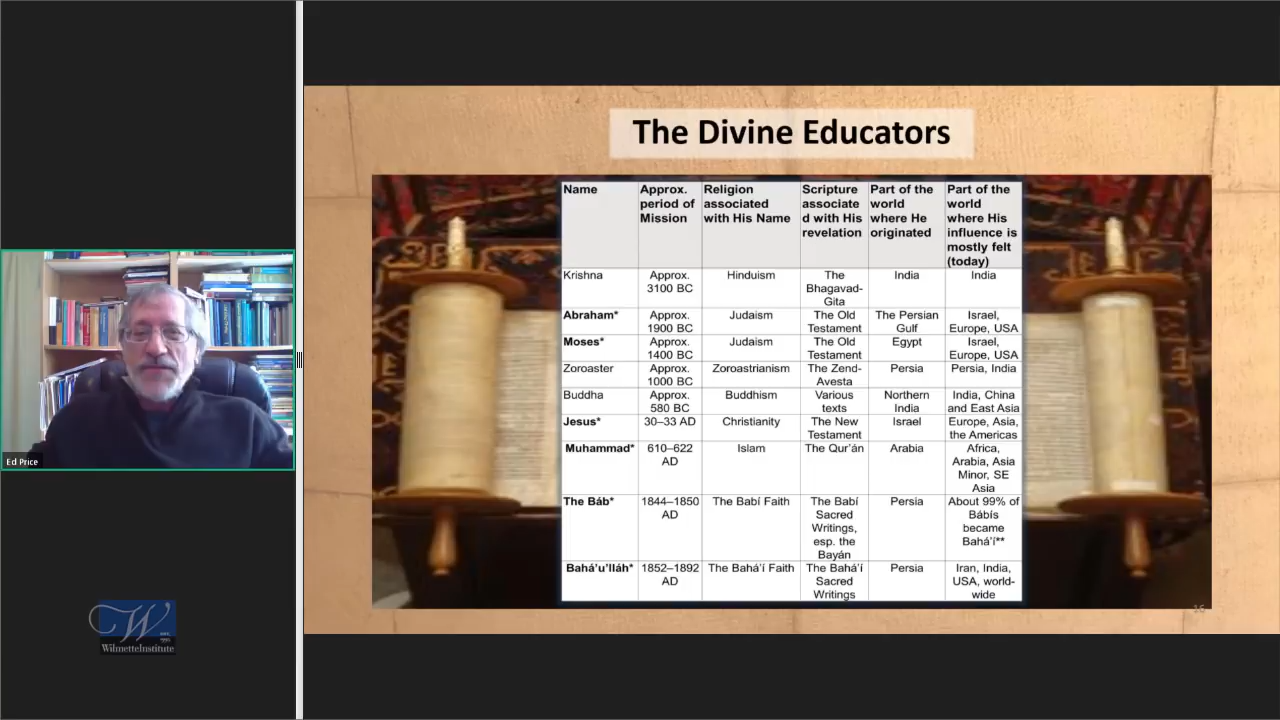 The Divine Educators
Name
Approx.
period of
Mission
Religion
associated
with His Name
Scripture
associate
d with His
revelation
Part of the
world
where He
originated
Part of the
world
where His
influence is
mostly felt
(today)
Krishna
Approx.
3100 BC
Hinduism
The
Bhagavad-
Gita
India
India
Abraham*
Approx.
1900 BC
Judaism
The Old
Testament
The Persian
Gulf
Israel,
Europe, USA
Moses*
Approx.
1400 BC
Judaism
The Old
Testament
Egypt
Israel,
Europe, USA
Zoroaster
Approx.
1000 BC
Zoroastrianism
The Zend-
Avesta
Persia
Persia, India
Buddha
Approx.
580 BC
Buddhism
Various
texts
Northern
India
India, China
and East Asia
Jesus*
30–33 AD
Christianity
The New
Testament
Israel
Europe, Asia,
the Americas
Muhammad*
610–622
AD
Islam
The Qur'án
Arabia
Africa,
Arabia, Asia
Minor, SE
Asia
The Báb*
1844–1850
AD
The Babí Faith
The Babí
Sacred
Writings,
esp. the
Bayán
Persia
About 99% of
Bábís
became
Bahá'í**
Bahá'u'lláh*
1852–1892
AD
The Bahá'í Faith
The Bahá'í
Sacred
Writings
Persia
Iran, India,
USA, world-
wide
16
Ed Price
W
WilmetteInstitute